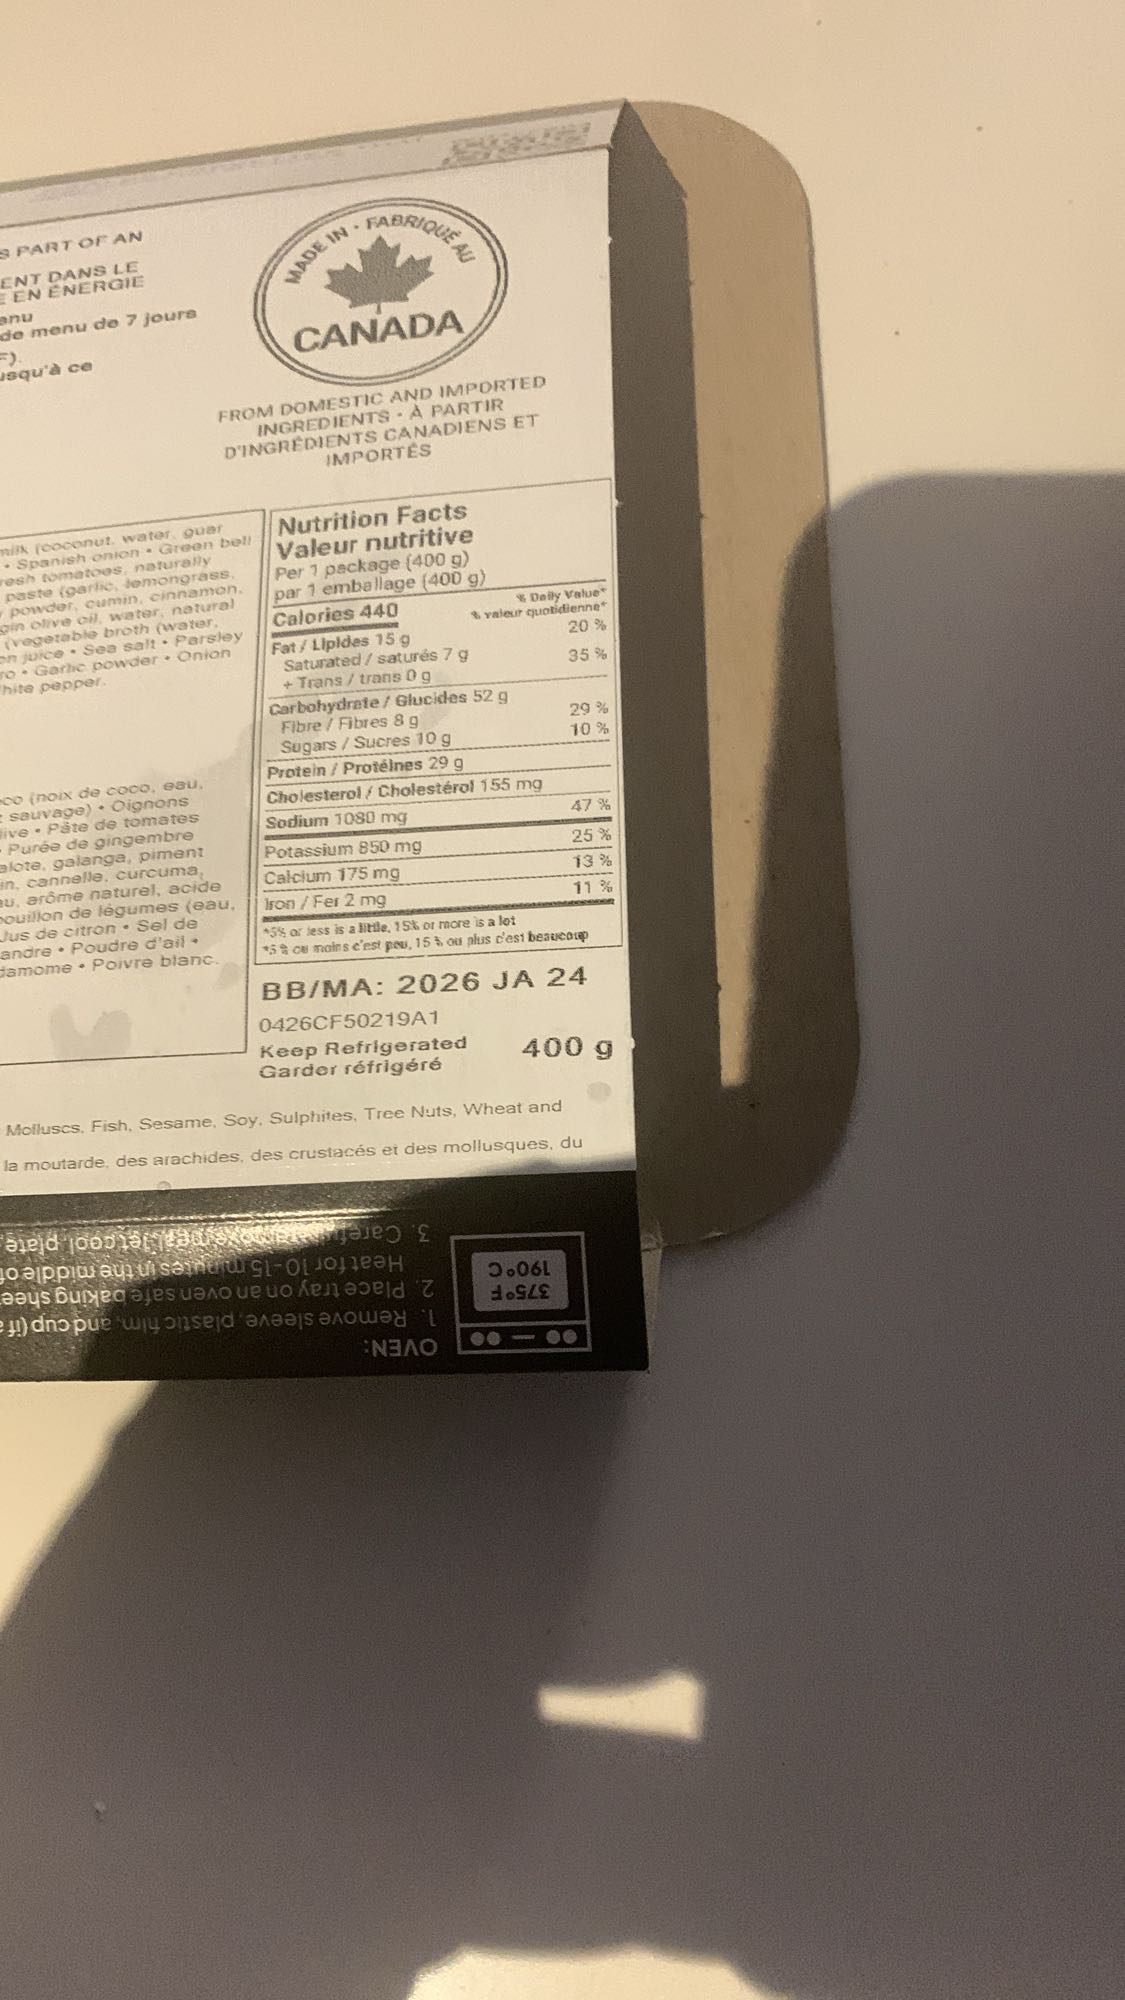 S PART OF AN
ENT DANS LE
E EN ÉNERGIE
enu
de menu de 7 jours
F).
usqu'à ce
MADE IN • FABRIQUÉ AU
CANADA
FROM DOMESTIC AND IMPORTED
INGREDIENTS • À PARTIR
D'INGRÉDIENTS CANADIENS ET
IMPORTÉS
milk (coconut, water, guar
• Spanish onion • Green bell
resh tomatoes, naturally
paste (garlic, lemongrass,
powder, cumin, cinnamon,
gin olive oil, water, natural
(vegetable broth (water,
on juice • Sea salt • Parsley
ro • Garlic powder • Onion
hite pepper.
co (noix de coco, eau,
sauvage) • Oignons
ive • Pâte de tomates
• Purée de gingembre
alote, galanga, piment
in, cannelle, curcuma,
au, arôme naturel, acide
ouillon de légumes (eau,
Jus de citron • Sel de
andre • Poudre d'ail •
damome • Poivre blanc.
Nutrition Facts
Valeur nutritive
Per 1 package (400 g)
par 1 emballage (400 g)
Calories 440
% Daily Value*
% valeur quotidienne*
Fat / Lipides 15 g 20 %
Saturated / saturés 7 g
+ Trans / trans 0 g 35 %
Carbohydrate / Glucides 52 g
Fibre / Fibres 8 g 29 %
Sugars / Sucres 10 g 10 %
Protein / Protéines 29 g
Cholesterol / Cholestérol 155 mg
Sodium 1080 mg 47 %
Potassium 850 mg 25 %
Calcium 175 mg 13 %
Iron / Fer 2 mg 11 %
*5% or less is a little, 15% or more is a lot
*5 % ou moins c'est peu, 15 % ou plus c'est beaucoup
BB/MA: 2026 JA 24
0426CF50219A1
Keep Refrigerated
Garder réfrigéré
400 g
Molluscs, Fish, Sesame, Soy, Sulphites, Tree Nuts, Wheat and
la moutarde, des arachides, des crustacés et des mollusques, du
OVEN:
1. Remove sleeve, plastic film, and cup (if a
2. Place tray on an oven safe baking shee
Heat for 10-15 minutes in the middle o
3. Carefully remove meal, let cool, plate,
375°F
190°C